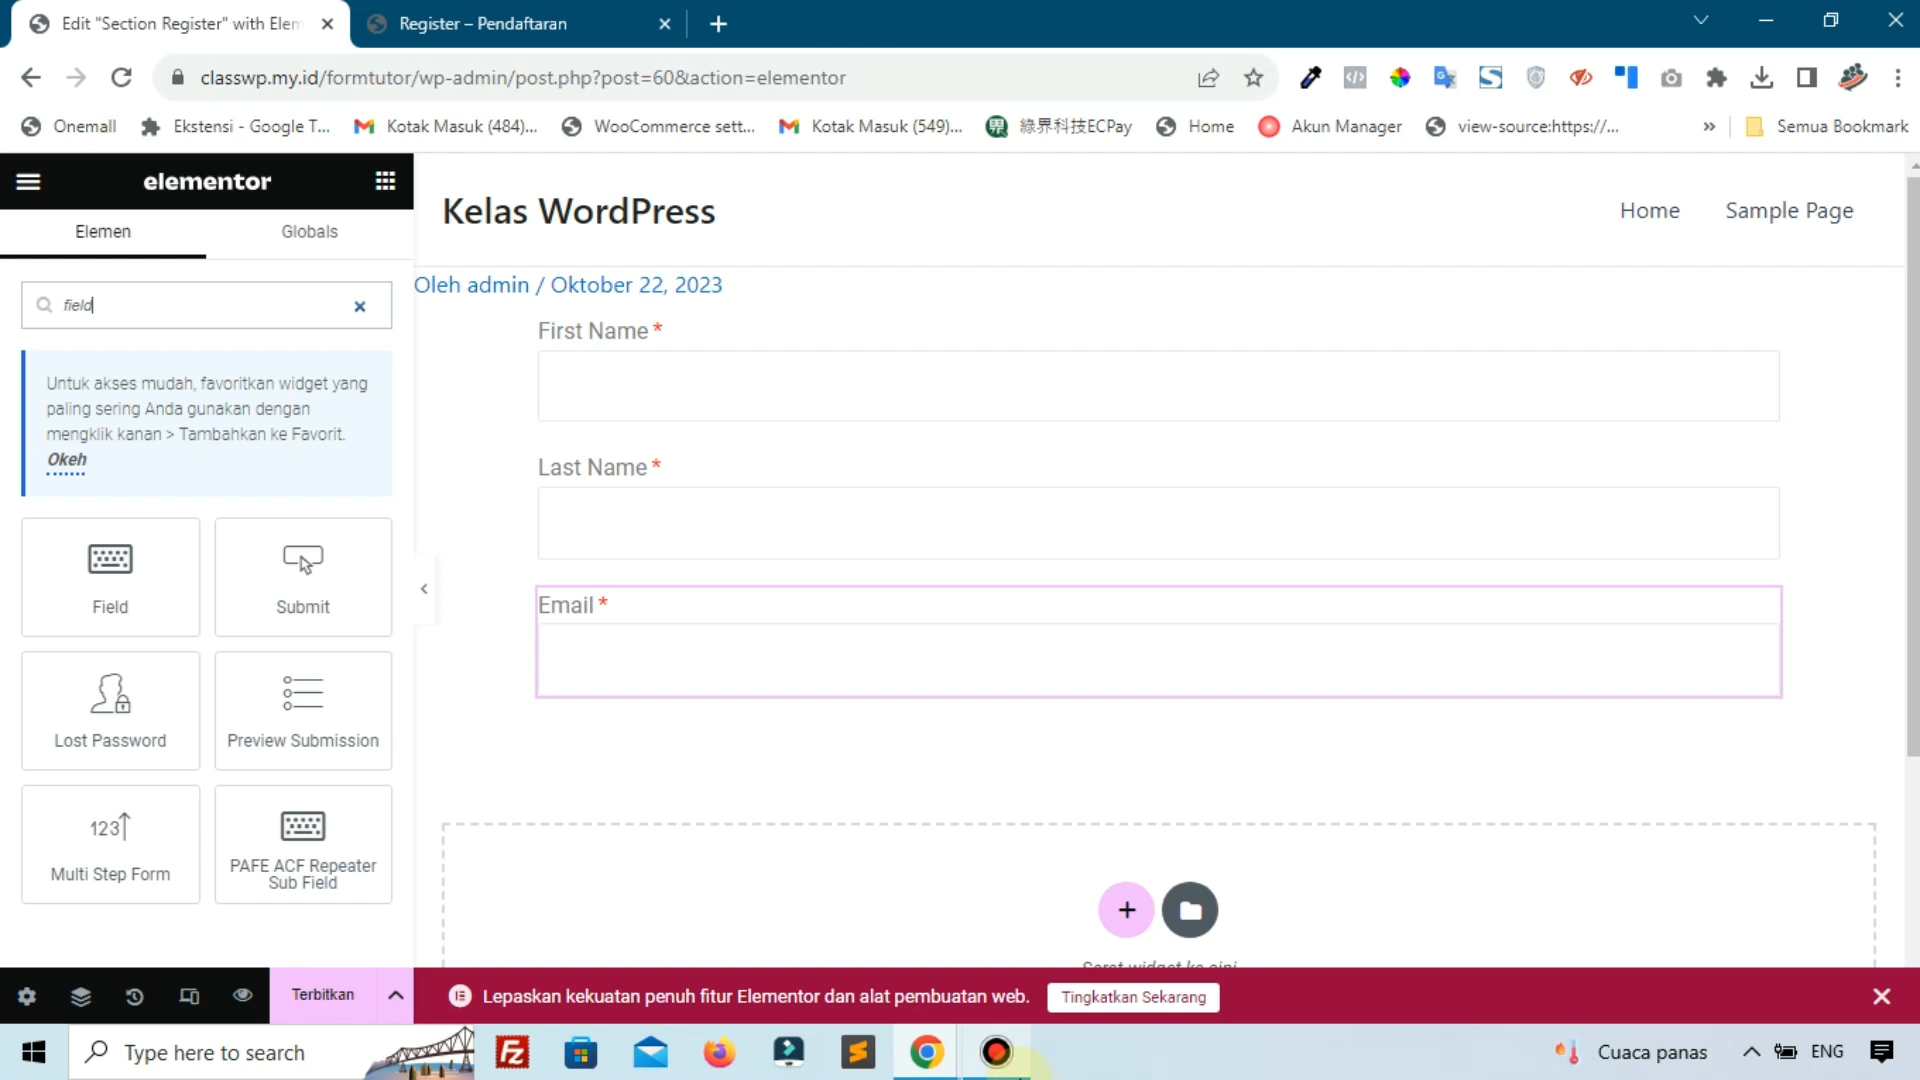 Edit "Section Register" with Elem
Register – Pendaftaran
classwp.my.id/formtutor/wp-admin/post.php?post=60&action=elementor
Onemall
Ekstensi - Google T...
Kotak Masuk (484)...
WooCommerce sett...
Kotak Masuk (549)...
綠界科技ECPay
Home
Akun Manager
view-source:https://...
»
Semua Bookmark
elementor
Elemen
Globals
field
Untuk akses mudah, favoritkan widget yang
paling sering Anda gunakan dengan
mengklik kanan > Tambahkan ke Favorit.
Okeh
Field
Submit
Lost Password
Preview Submission
123
Multi Step Form
PAFE ACF Repeater
Sub Field
Terbitkan
Kelas WordPress
Home
Sample Page
Oleh admin / Oktober 22, 2023
First Name *
Last Name *
Email *
Seret widget ke sini
Lepaskan kekuatan penuh fitur Elementor dan alat pembuatan web.
Tingkatkan Sekarang
Type here to search
Cuaca panas
ENG